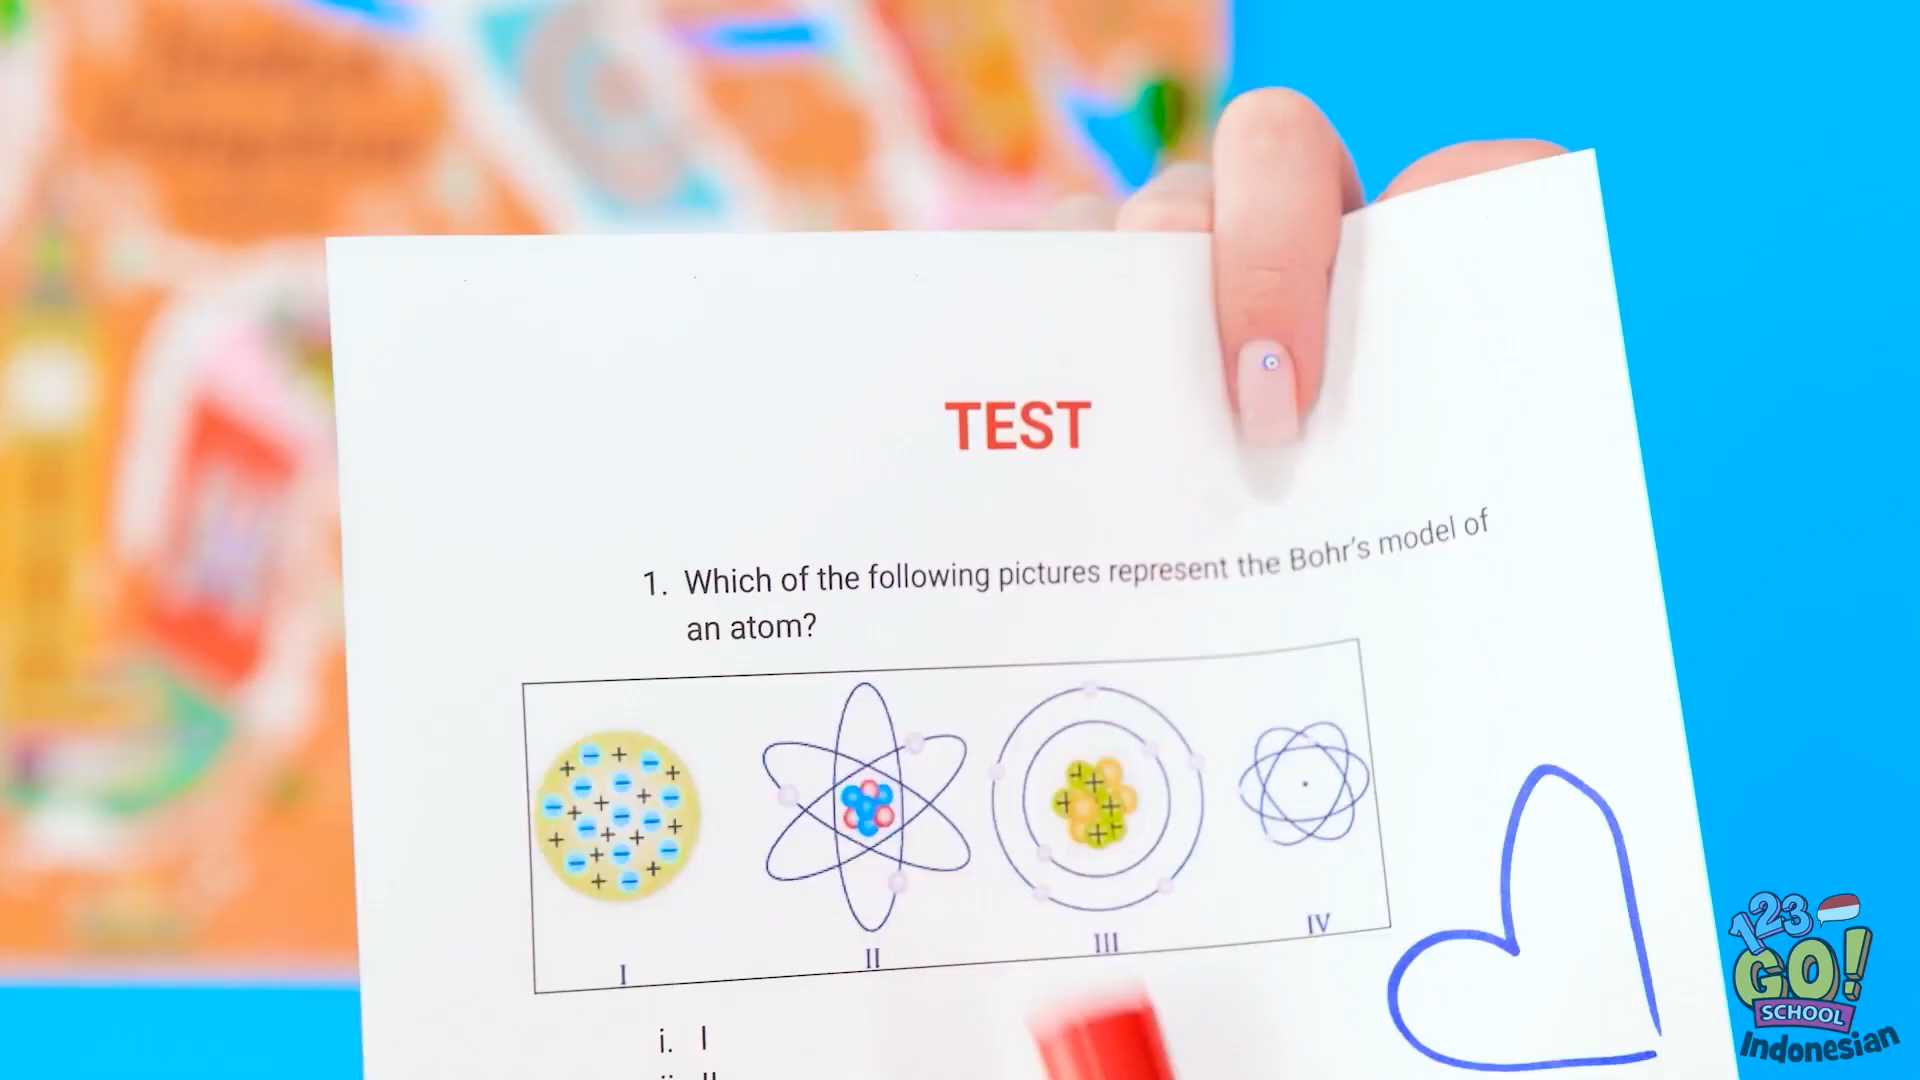 TEST
1. Which of the following pictures represent the Bohr's model of
an atom?
I
II
III
IV
i. I
123
GO!
SCHOOL
Indonesian